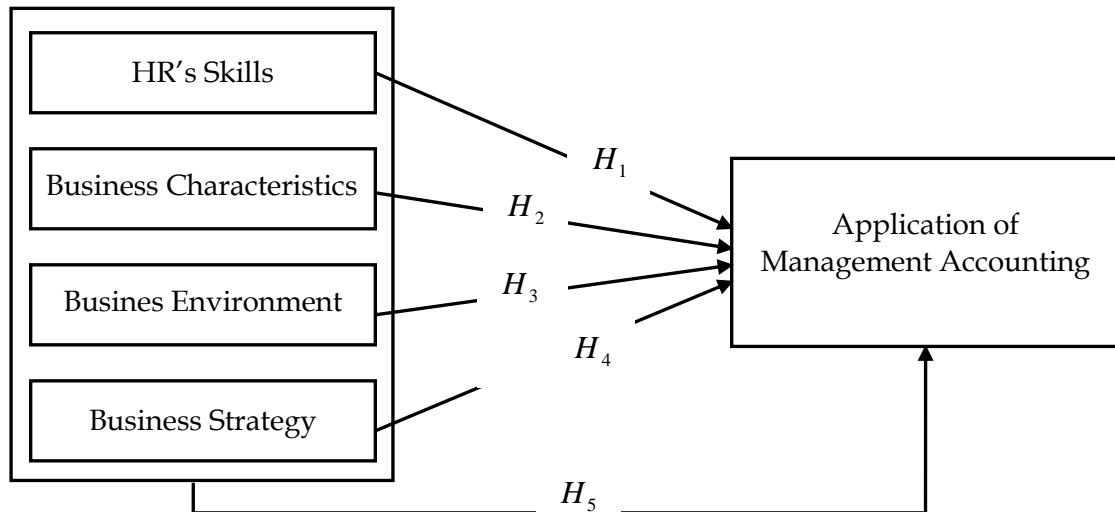 HR's Skills
Business Characteristics
Busines Environment
Business Strategy
H₁
H₂
H₃
H₄
H₅
Application of
Management Accounting